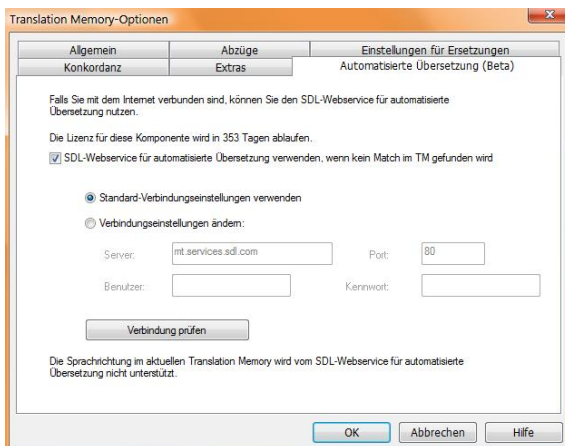 Translation Memory-Optionen
Allgemein
Abzüge
Einstellungen für Ersetzungen
Konkordanz
Extras
Automatisierte Übersetzung (Beta)
Falls Sie mit dem Internet verbunden sind, können Sie den SDL-Webservice für automatisierte
Übersetzung nutzen.
Die Lizenz für diese Komponente wird in 353 Tagen ablaufen.
SDL-Webservice für automatisierte Übersetzung verwenden, wenn kein Match im TM gefunden wird
Standard-Verbindungseinstellungen verwenden
Verbindungseinstellungen ändern:
Server: mt.services.sdl.com Port: 80
Benutzer: Kennwort:
Verbindung prüfen
Die Sprachrichtung im aktuellen Translation Memory wird vom SDL-Webservice für automatisierte
Übersetzung nicht unterstützt.
OK Abbrechen Hilfe